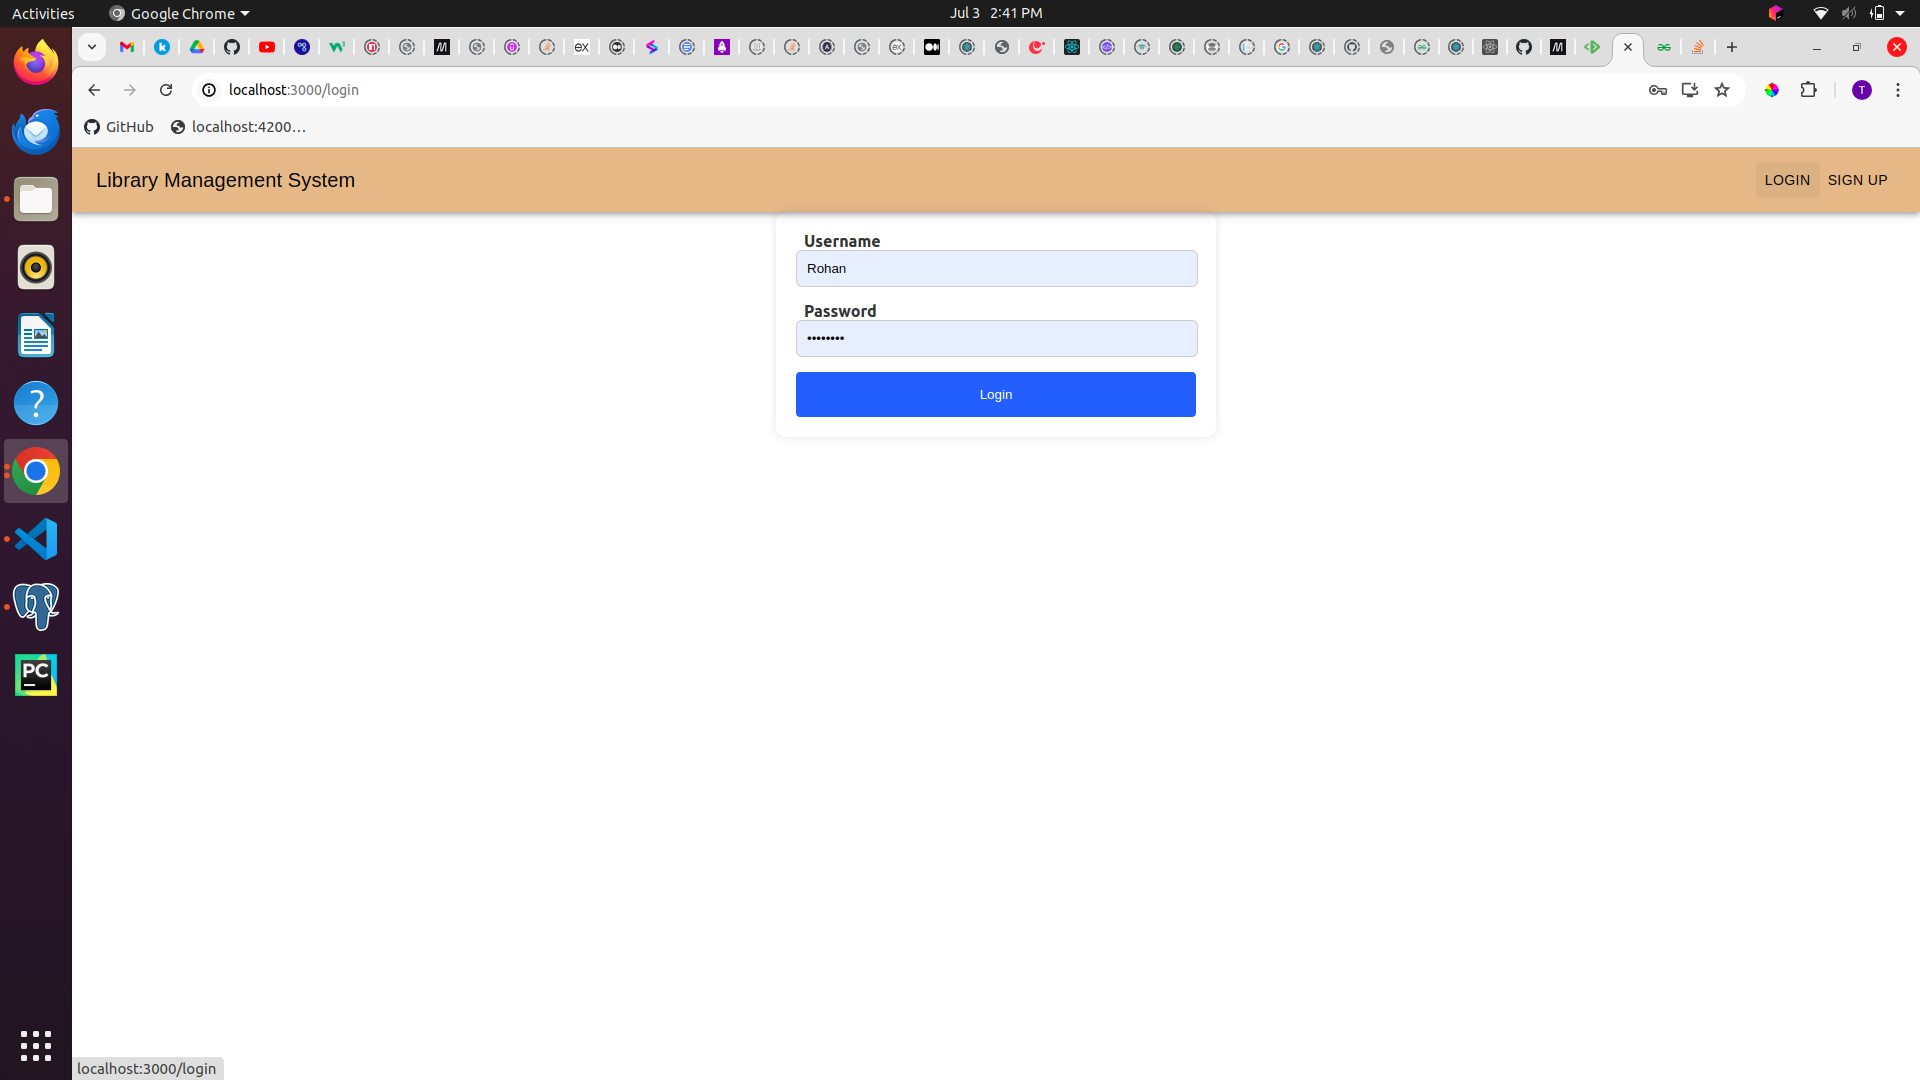 Activities
Google Chrome
Jul 3 2:41 PM
localhost:3000/login
T
GitHub
localhost:4200…
Library Management System
LOGIN
SIGN UP
Username
Rohan
Password
••••••••
Login
PC
localhost:3000/login